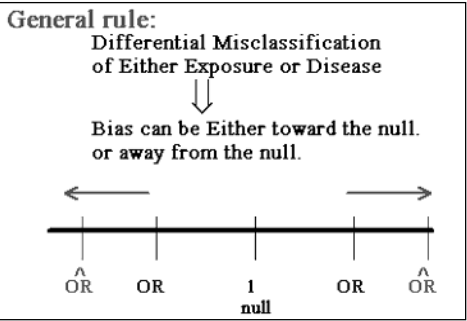 General rule:
Differential Misclassification
of Either Exposure or Disease
Bias can be Either toward the null.
or away from the null.
ÔR OR 1 OR ÔR
null